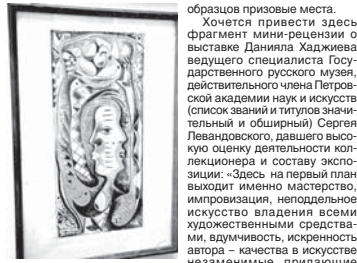 образцов призовые места.
Хочется привести здесь
фрагмент мини-рецензии о
выставке Данияла Хаджиева
ведущего специалиста Госу-
дарственного русского музея,
действительного члена Петров-
ской академии наук и искусств
(список званий и титулов значи-
тельный и обширный) Сергея
Левандовского, давшего высо-
кую оценку деятельности кол-
лекционера и составу экспо-
зиции: «Здесь на первый план
выходит именно мастерство,
импровизация, неподдельное
искусство владения всеми
художественными средства-
ми, вдумчивость, искренность
автора – качества в искусстве
незаменимые, придающие